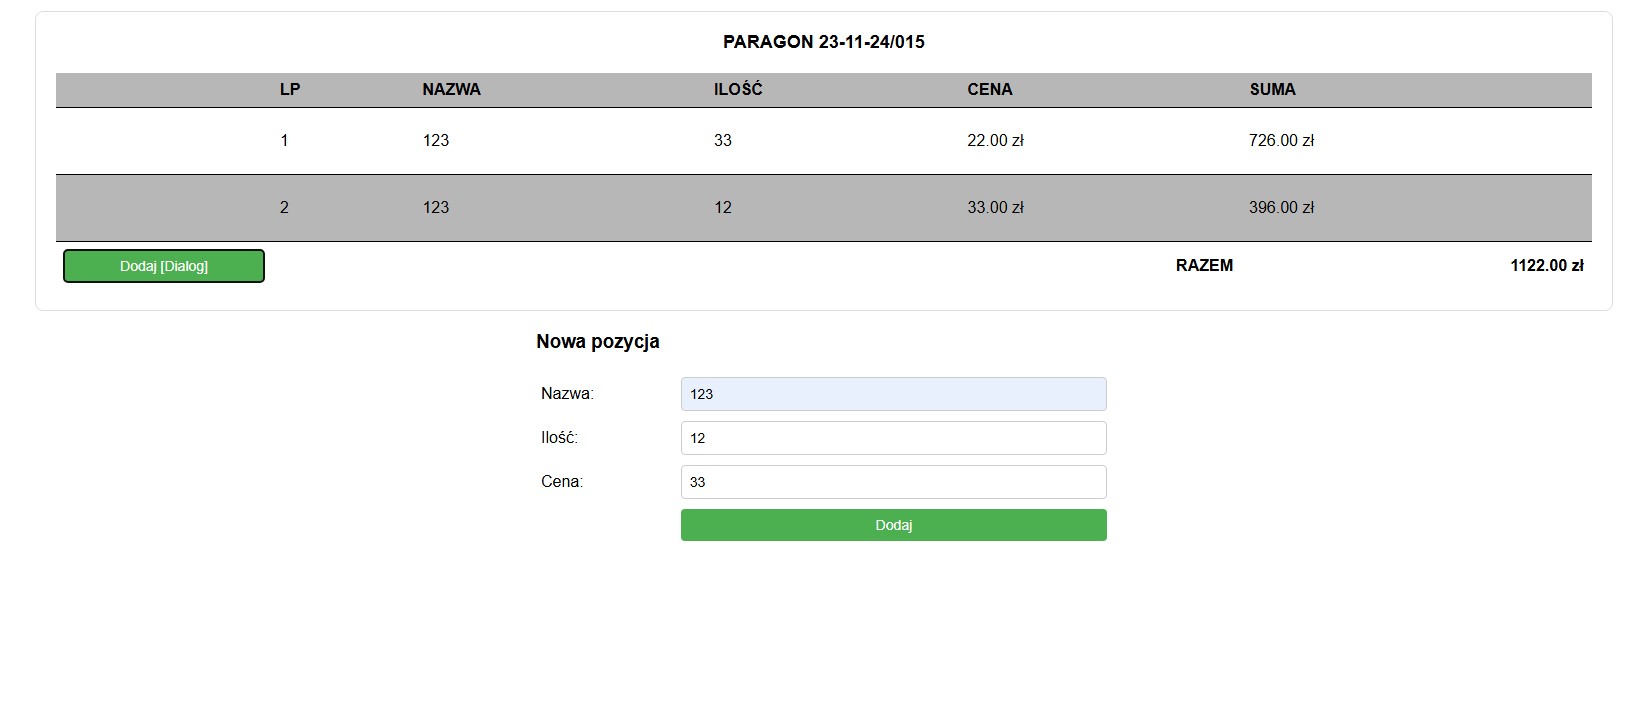 PARAGON 23-11-24/015
LP NAZWA ILOŚĆ CENA SUMA
1 123 33 22.00 zł 726.00 zł
2 123 12 33.00 zł 396.00 zł
Dodaj [Dialog] RAZEM 1122.00 zł
Nowa pozycja
Nazwa: 123
Ilość: 12
Cena: 33
Dodaj